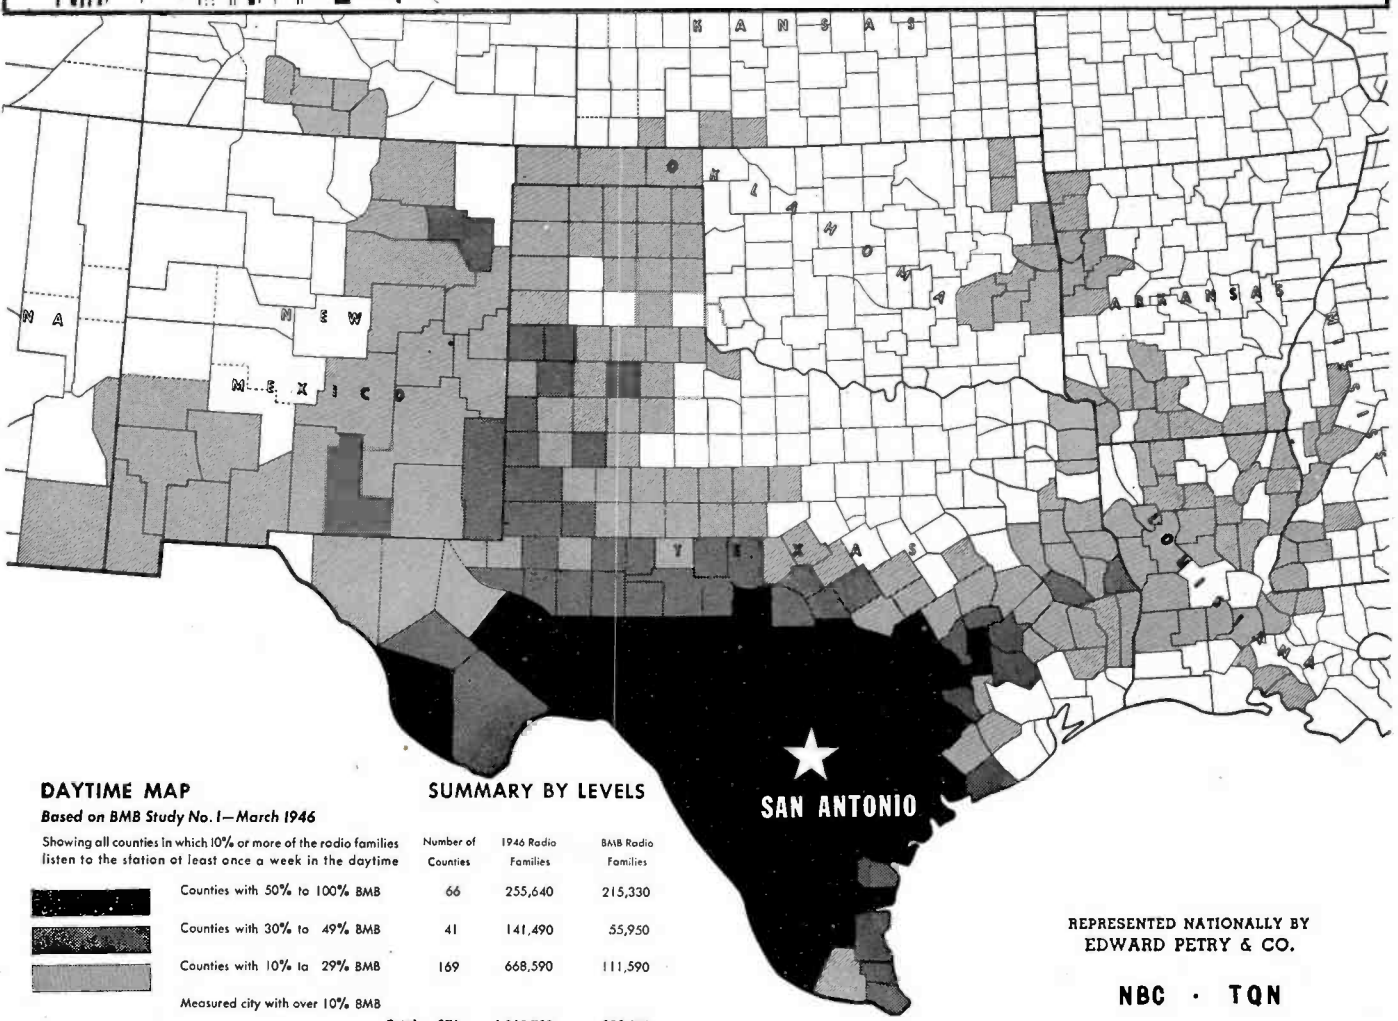 KANSAS
OKLAHOMA
NA
NEW
MEXICO
ARKANSAS
MISS
TEXAS
LOUISIANA
SAN ANTONIO
DAYTIME MAP
Based on BMB Study No. 1—March 1946
Showing all counties in which 10% or more of the radio families
listen to the station at least once a week in the daytime
SUMMARY BY LEVELS
Number of Counties 1946 Radio Families BMB Radio Families
Counties with 50% to 100% BMB 66 255,640 215,330
Counties with 30% to 49% BMB 41 141,490 55,950
Counties with 10% to 29% BMB 169 668,590 111,590
Measured city with over 10% BMB
REPRESENTED NATIONALLY BY
EDWARD PETRY & CO.
NBC · TQN